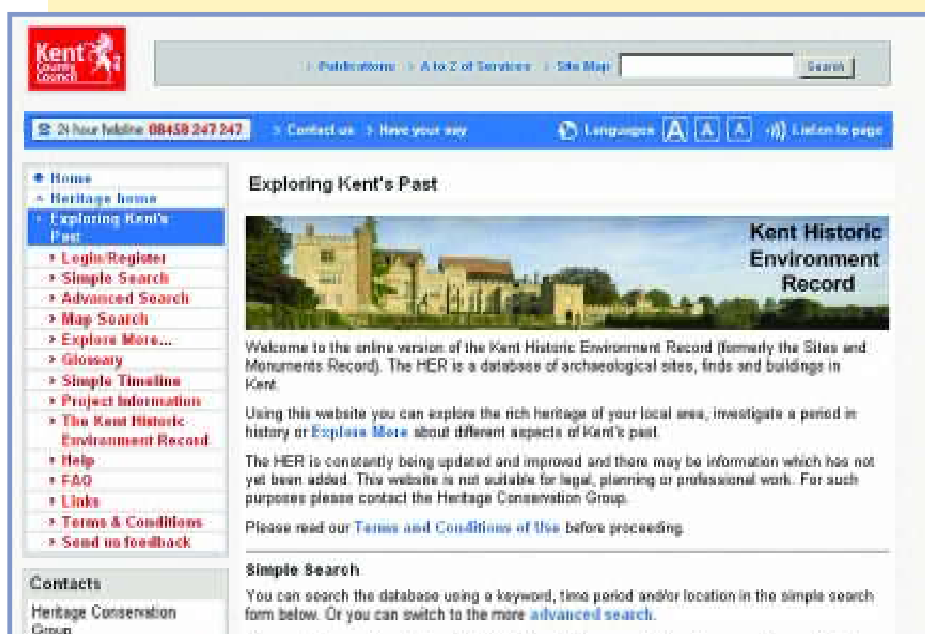 Kent
County
Council
Publications A to Z of Services Site Map Search
24 hour helpline 08458 247 247 Contact us Have your say Languages A A A Listen to page
Home
Heritage home
Exploring Kent's
Past
Login/Register
Simple Search
Advanced Search
Map Search
Explore More...
Glossary
Simple Timeline
Project Information
The Kent Historic
Environment Record
Help
FAQ
Links
Terms & Conditions
Send us feedback
Contacts
Heritage Conservation
Group
Exploring Kent's Past
Kent Historic
Environment
Record
Welcome to the online version of the Kent Historic Environment Record (formerly the Sites and
Monuments Record). The HER is a database of archaeological sites, finds and buildings in
Kent.
Using this website you can explore the rich heritage of your local area, investigate a period in
history or Explore More about different aspects of Kent's past.
The HER is constantly being updated and improved and there may be information which has not
yet been added. This website is not suitable for legal, planning or professional work. For such
purposes please contact the Heritage Conservation Group.
Please read our Terms and Conditions of Use before proceeding.
Simple Search
You can search the database using a keyword, time period and/or location in the simple search
form below. Or you can switch to the more advanced search.